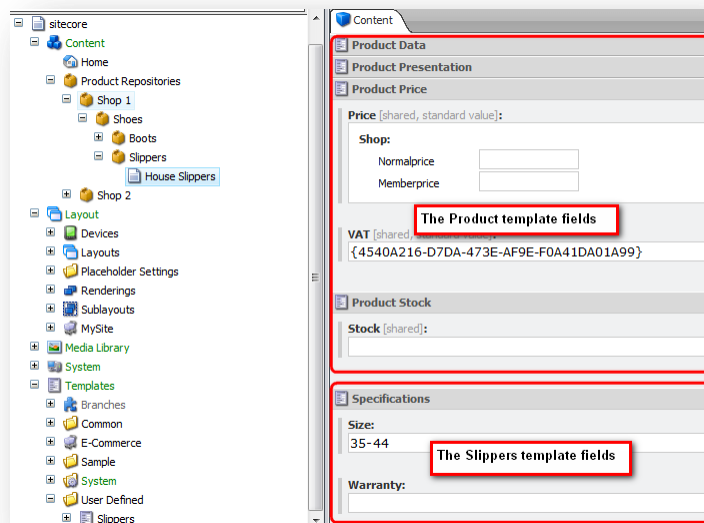 sitecore
Content
Home
Product Repositories
Shop 1
Shoes
Boots
Slippers
House Slippers
Shop 2
Layout
Devices
Layouts
Placeholder Settings
Renderings
Sublayouts
MySite
Media Library
System
Templates
Branches
Common
E-Commerce
Sample
System
User Defined
Slippers
Content
Product Data
Product Presentation
Product Price
Price [shared, standard value]:
Shop:
Normalprice
Memberprice
The Product template fields
VAT [shared, standard value]:
{4540A216-D7DA-473E-AF9E-F0A41DA01A99}
Product Stock
Stock [shared]:
Specifications
Size:
35-44
The Slippers template fields
Warranty: